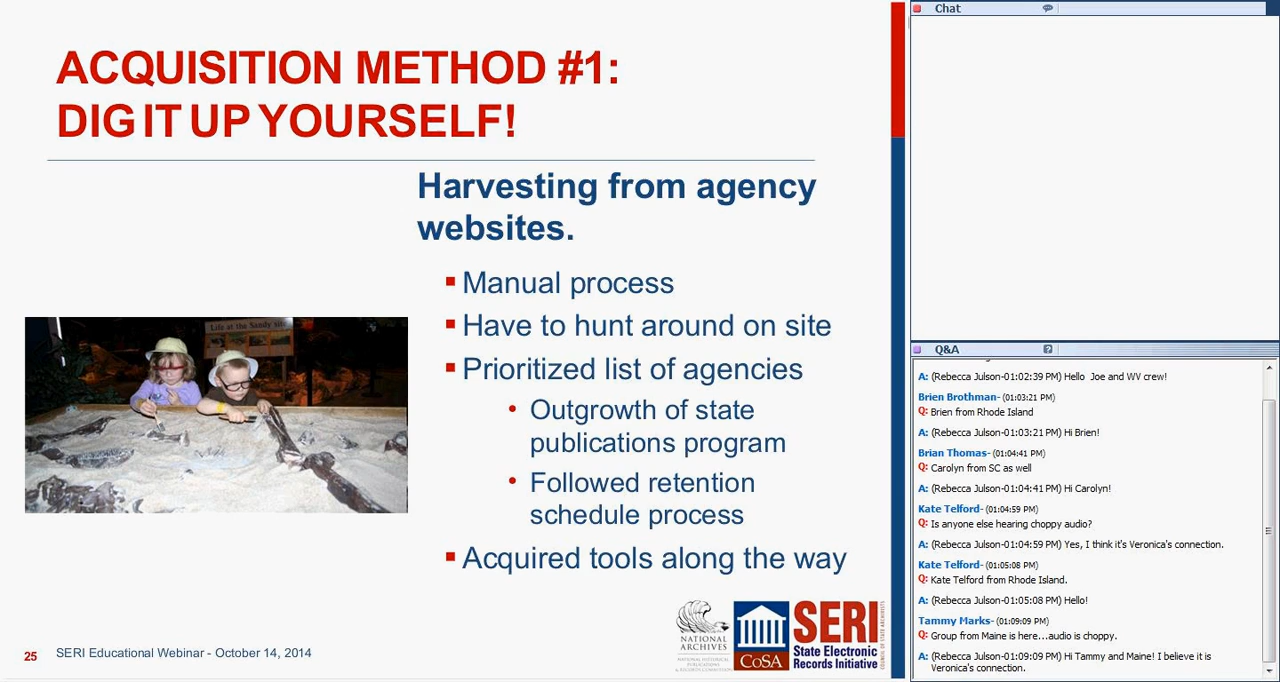 ACQUISITION METHOD #1:
DIG IT UP YOURSELF!
Harvesting from agency
websites.
Manual process
Have to hunt around on site
Prioritized list of agencies
Outgrowth of state
publications program
Followed retention
schedule process
Acquired tools along the way
Life at the Sandy
NATIONAL
ARCHIVES
NATIONAL HISTORICAL
PUBLICATIONS
& RECORDS COMMISSION
CoSA
COUNCIL OF STATE ARCHIVISTS
SERI
State Electronic
Records Initiative
25
SERI Educational Webinar - October 14, 2014
Chat
Q&A
A: (Rebecca Julson-01:02:39 PM) Hello Joe and WV crew!
Brien Brothman- (01:03:21 PM)
Q: Brien from Rhode Island
A: (Rebecca Julson-01:03:21 PM) Hi Brien!
Brian Thomas- (01:04:41 PM)
Q: Carolyn from SC as well
A: (Rebecca Julson-01:04:41 PM) Hi Carolyn!
Kate Telford- (01:04:59 PM)
Q: Is anyone else hearing choppy audio?
A: (Rebecca Julson-01:04:59 PM) Yes, I think it's Veronica's connection.
Kate Telford- (01:05:08 PM)
Q: Kate Telford from Rhode Island.
A: (Rebecca Julson-01:05:08 PM) Hello!
Tammy Marks- (01:09:09 PM)
Q: Group from Maine is here...audio is choppy.
A: (Rebecca Julson-01:09:09 PM) Hi Tammy and Maine! I believe it is
Veronica's connection.